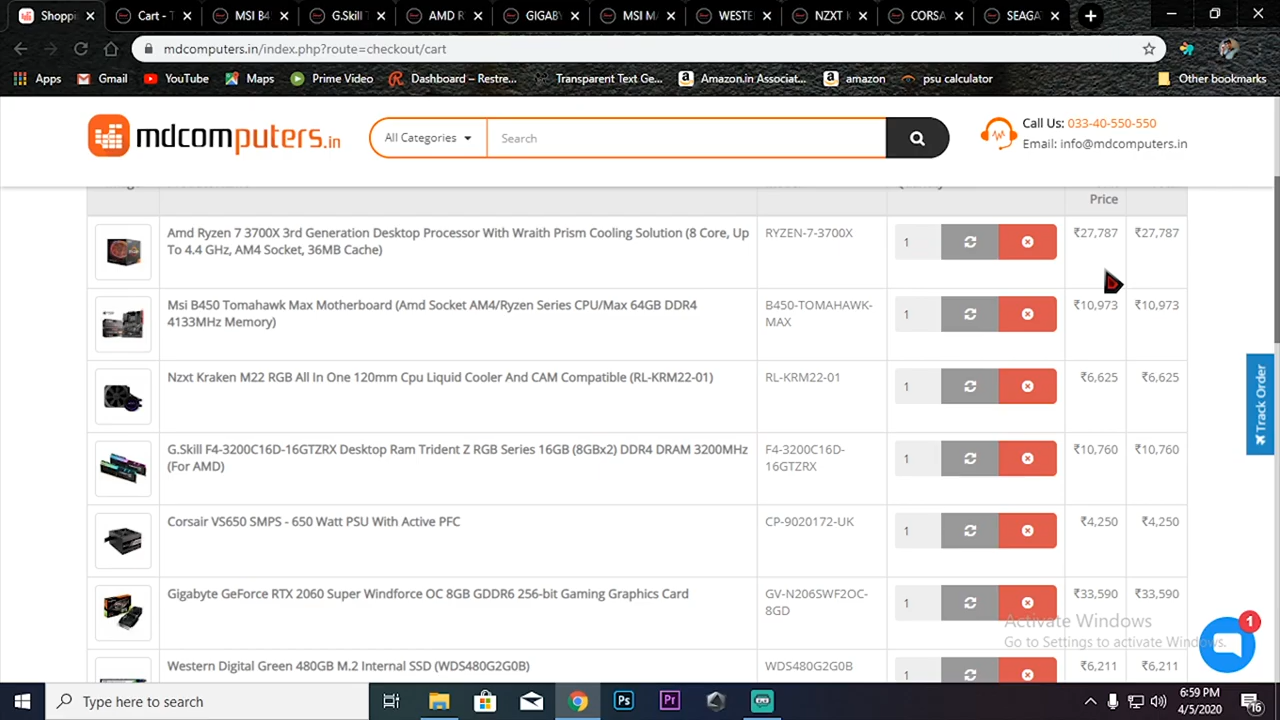 Shopp
Cart - T
MSI B4
G.Skill T
AMD R
GIGABY
MSI M
WESTE
NZXT K
CORSA
SEAGA
mdcomputers.in/index.php?route=checkout/cart
Apps
Gmail
YouTube
Maps
Prime Video
Dashboard – Restre...
Transparent Text Ge...
Amazon.in Associat...
amazon
psu calculator
Other bookmarks
mdcomputers.in
All Categories
Search
Call Us: 033-40-550-550
Email: info@mdcomputers.in
Price
Amd Ryzen 7 3700X 3rd Generation Desktop Processor With Wraith Prism Cooling Solution (8 Core, Up
To 4.4 GHz, AM4 Socket, 36MB Cache)
RYZEN-7-3700X
1
₹27,787
₹27,787
Msi B450 Tomahawk Max Motherboard (Amd Socket AM4/Ryzen Series CPU/Max 64GB DDR4
4133MHz Memory)
B450-TOMAHAWK-
MAX
1
₹10,973
₹10,973
Nzxt Kraken M22 RGB All In One 120mm Cpu Liquid Cooler And CAM Compatible (RL-KRM22-01)
RL-KRM22-01
1
₹6,625
₹6,625
G.Skill F4-3200C16D-16GTZRX Desktop Ram Trident Z RGB Series 16GB (8GBx2) DDR4 DRAM 3200MHz
(For AMD)
F4-3200C16D-
16GTZRX
1
₹10,760
₹10,760
Corsair VS650 SMPS - 650 Watt PSU With Active PFC
CP-9020172-UK
1
₹4,250
₹4,250
Gigabyte GeForce RTX 2060 Super Windforce OC 8GB GDDR6 256-bit Gaming Graphics Card
GV-N206SWF2OC-
8GD
1
₹33,590
₹33,590
Western Digital Green 480GB M.2 Internal SSD (WDS480G2G0B)
WDS480G2G0B
1
₹6,211
₹6,211
Track Order
Activate Windows
Go to Settings to activate Windows.
1
Type here to search
Ps
Pr
6:59 PM
4/5/2020
16